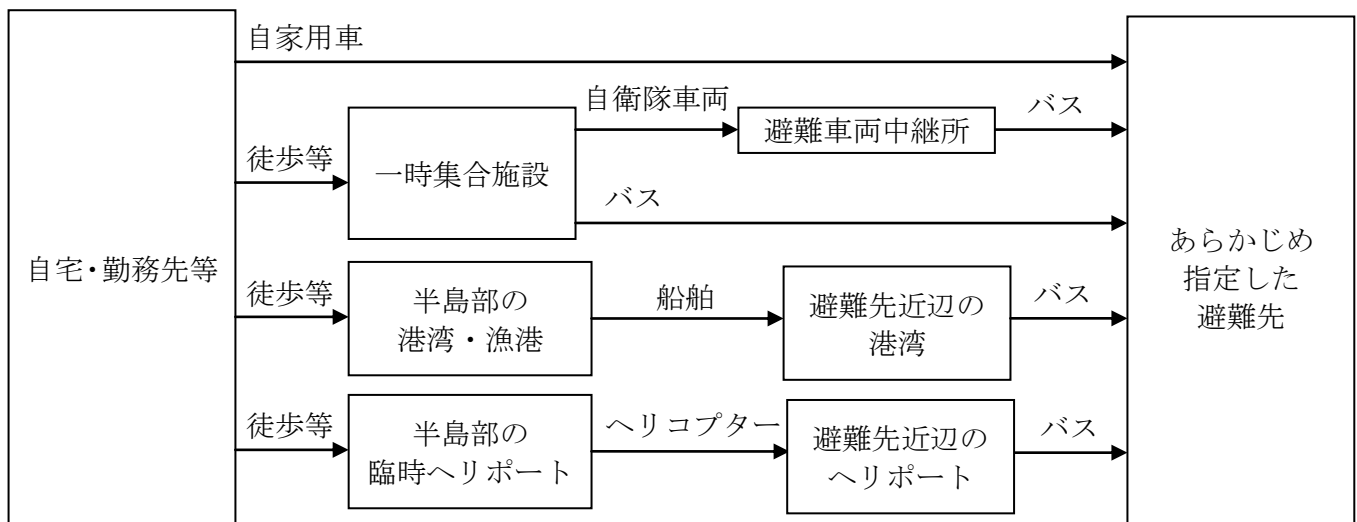 自家用車
自衛隊車両
避難車両中継所
バス
徒歩等
一時集合施設
バス
自宅・勤務先等
あらかじめ
指定した
避難先
徒歩等
半島部の
港湾・漁港
船舶
避難先近辺の
港湾
バス
徒歩等
半島部の
臨時ヘリポート
ヘリコプター
避難先近辺の
ヘリポート
バス